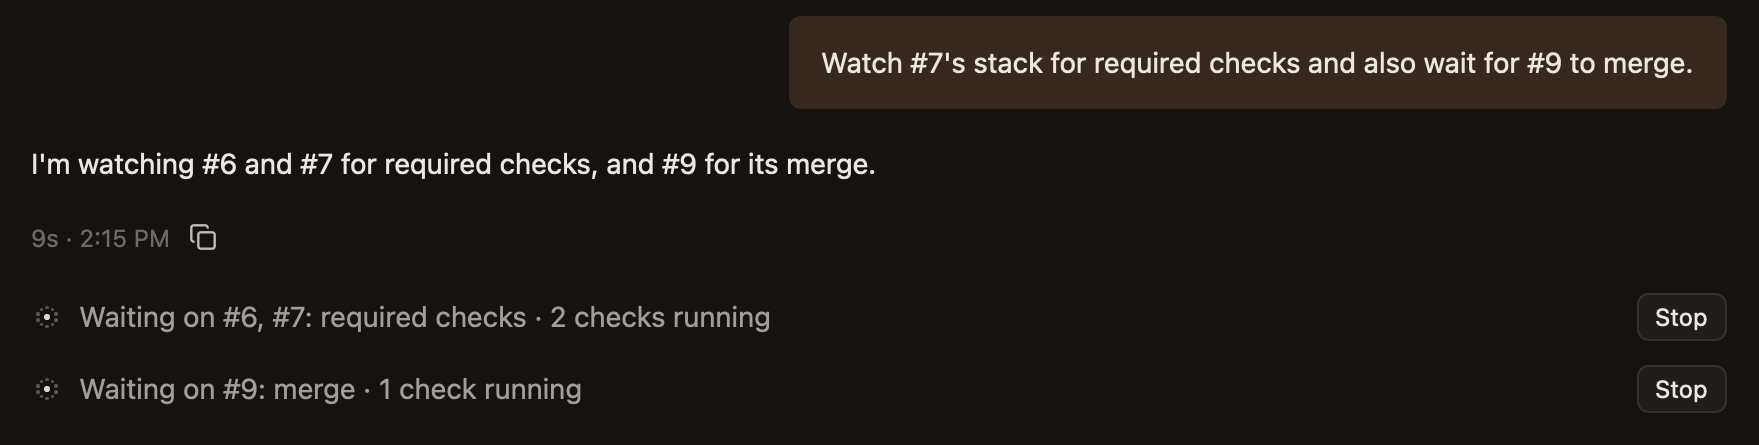 Watch #7's stack for required checks and also wait for #9 to merge.
I'm watching #6 and #7 for required checks, and #9 for its merge.
9s · 2:15 PM
Waiting on #6, #7: required checks · 2 checks running
Stop
Waiting on #9: merge · 1 check running
Stop